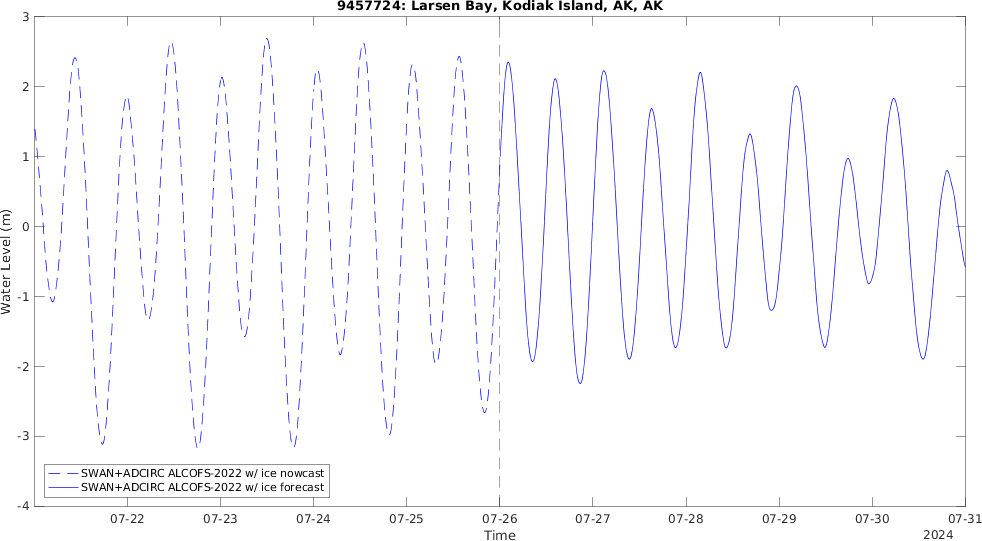 9457724: Larsen Bay, Kodiak Island, AK, AK
3
2
1
0
-1
-2
-3
-4
Water Level (m)
SWAN+ADCIRC ALCOFS-2022 w/ ice nowcast
SWAN+ADCIRC ALCOFS-2022 w/ ice forecast
07-22 07-23 07-24 07-25 07-26 07-27 07-28 07-29 07-30 07-31
Time
2024